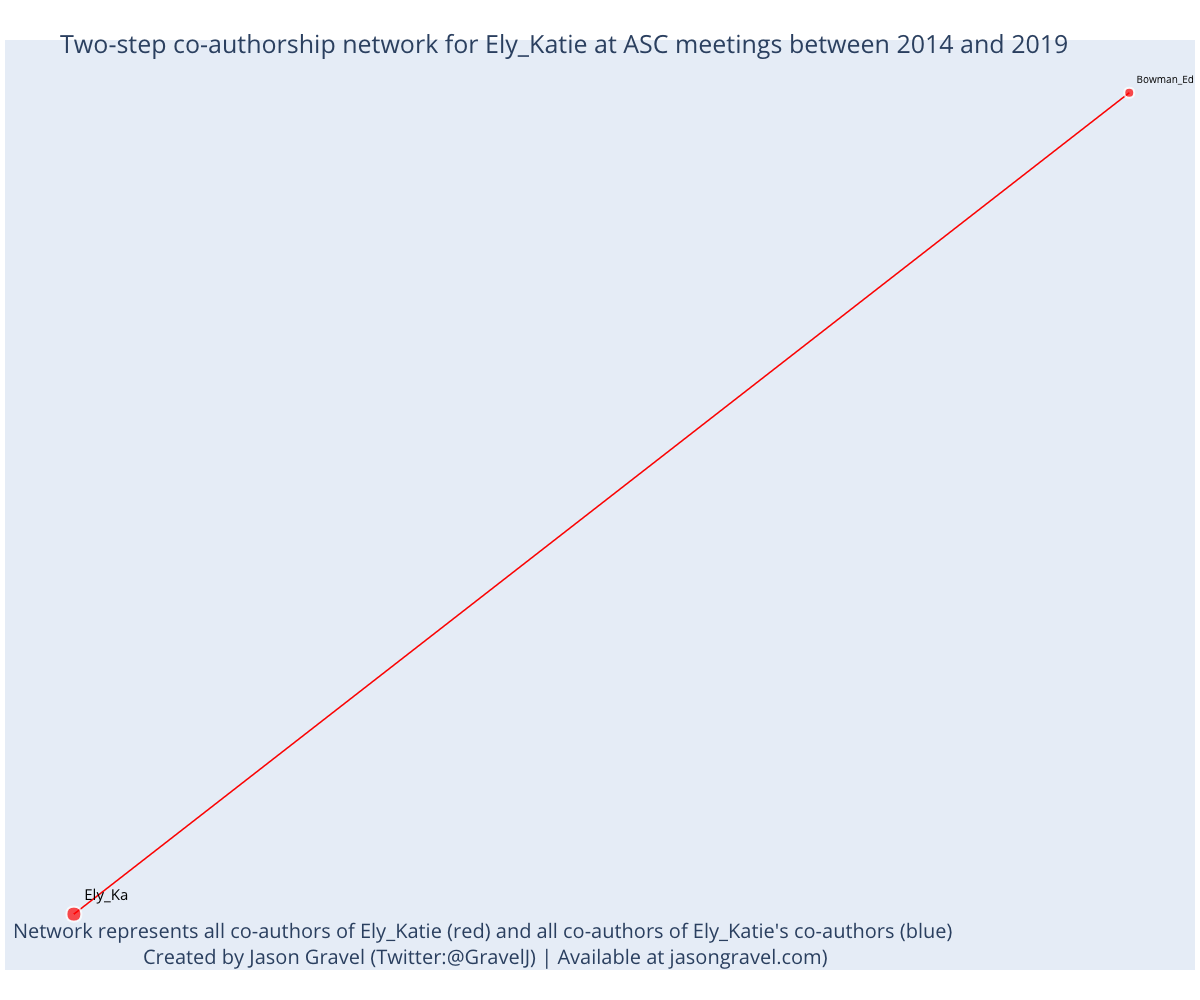 Two-step co-authorship network for Ely_Katie at ASC meetings between 2014 and 2019
Bowman_Ed
Ely_Ka
Network represents all co-authors of Ely_Katie (red) and all co-authors of Ely_Katie's co-authors (blue)
Created by Jason Gravel (Twitter:@GravelJ) | Available at jasongravel.com)